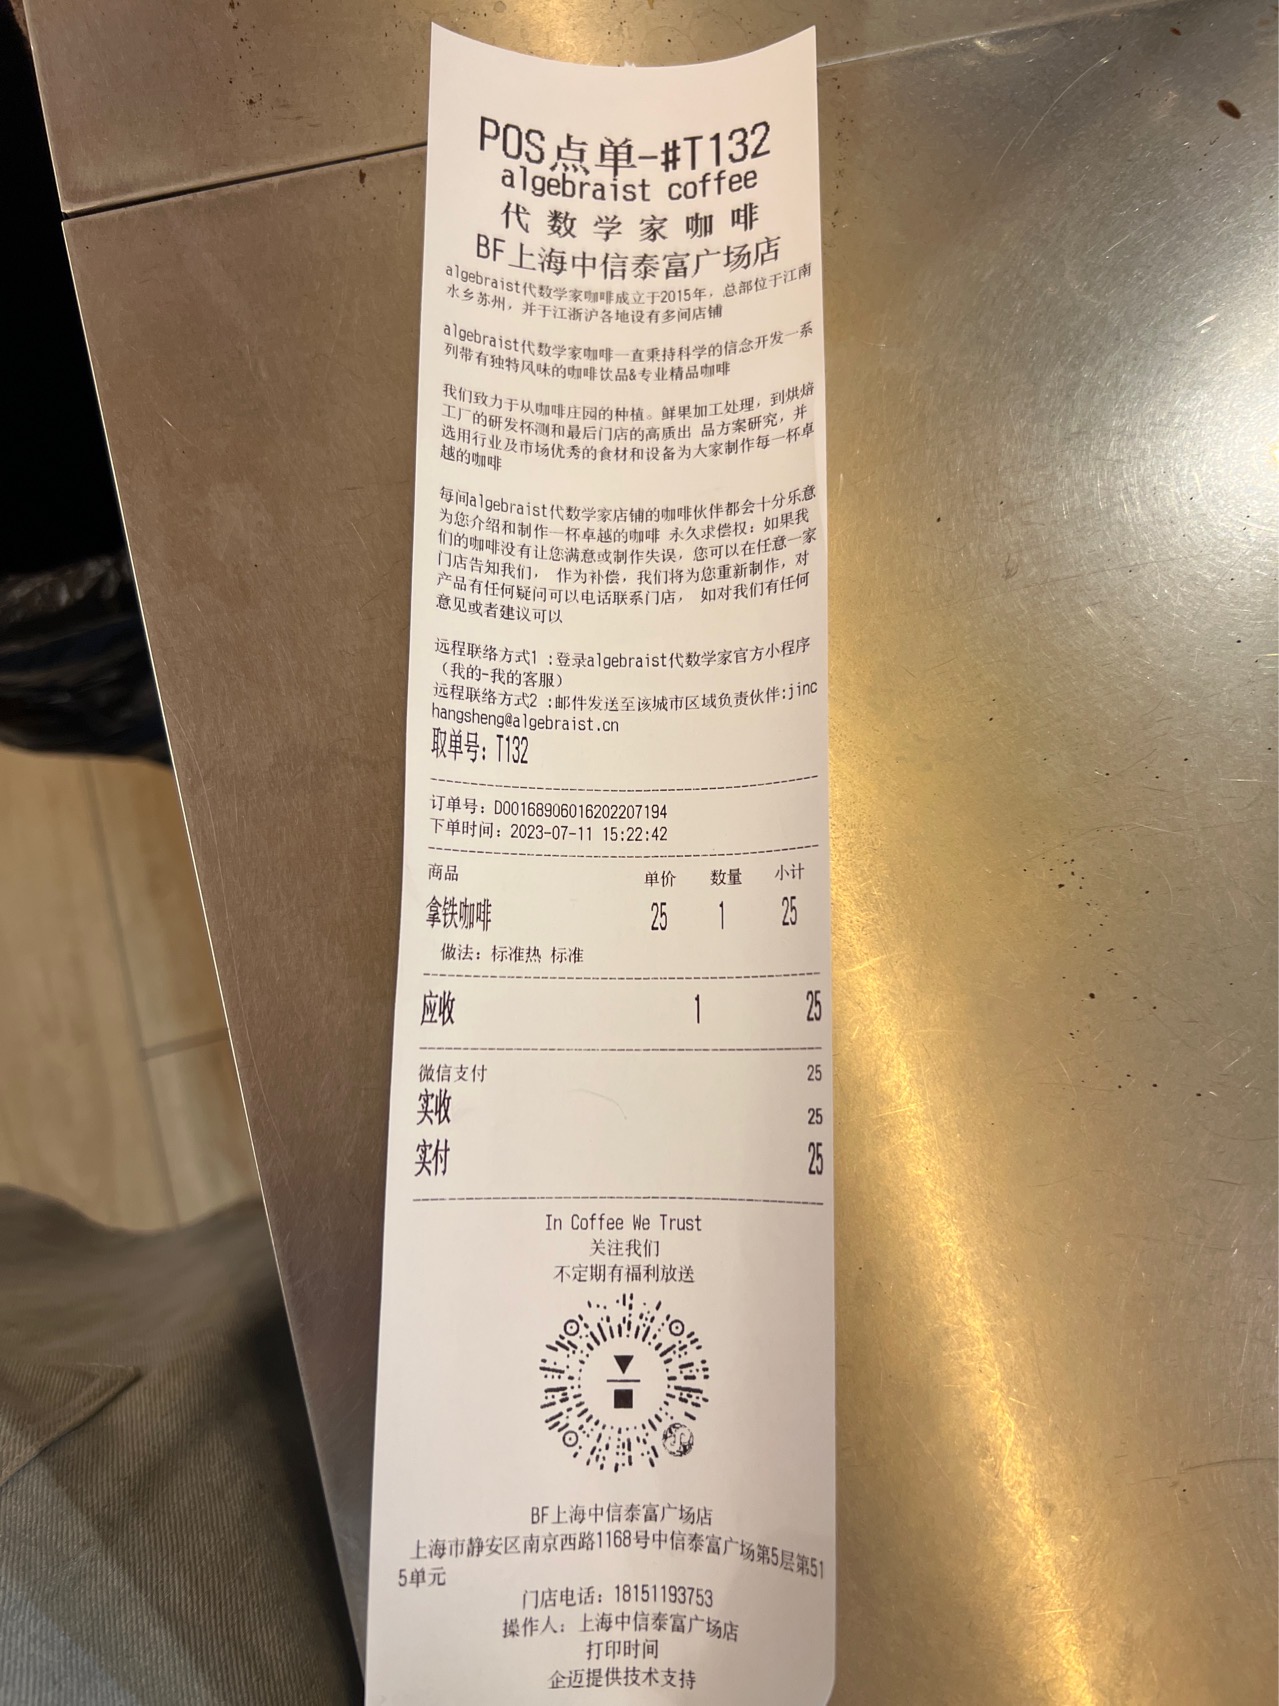 POS点单-#T132
algebraist coffee
代数学家咖啡
BF上海中信泰富广场店
algebraist代数学家咖啡成立于2015年，总部位于江南
水乡苏州，并于江浙沪各地设有多间店铺
algebraist代数学家咖啡一直秉持科学的信念开发一系
列带有独特风味的咖啡饮品&专业精品咖啡
我们致力于从咖啡庄园的种植。鲜果加工处理，到烘焙
工厂的研发杯测和最后门店的高质出 品方案研究，并
选用行业及市场优秀的食材和设备为大家制作每一杯卓
越的咖啡
每间algebraist代数学家店铺的咖啡伙伴都会十分乐意
为您介绍和制作一杯卓越的咖啡 永久求偿权：如果我
们的咖啡没有让您满意或制作失误，您可以在任意一家
门店告知我们， 作为补偿，我们将为您重新制作，对
产品有任何疑问可以电话联系门店， 如对我们有任何
意见或者建议可以
远程联络方式1 :登录algebraist代数学家官方小程序
（我的-我的客服）
远程联络方式2 :邮件发送至该城市区域负责伙伴:jinc
hangsheng@algebraist.cn
取单号：T132
订单号：DO01689060162022​07194
下单时间：2023-07-11 15:22:42
商品 单价 数量 小计
拿铁咖啡 25 1 25
做法：标准热 标准
应收 1 25
微信支付 25
实收 25
实付 25
In Coffee We Trust
关注我们
不定期有福利放送
BF上海中信泰富广场店
上海市静安区南京西路1168号中信泰富广场第5层第51
5单元
门店电话：18151193753
操作人：上海中信泰富广场店
打印时间
企迈提供技术支持